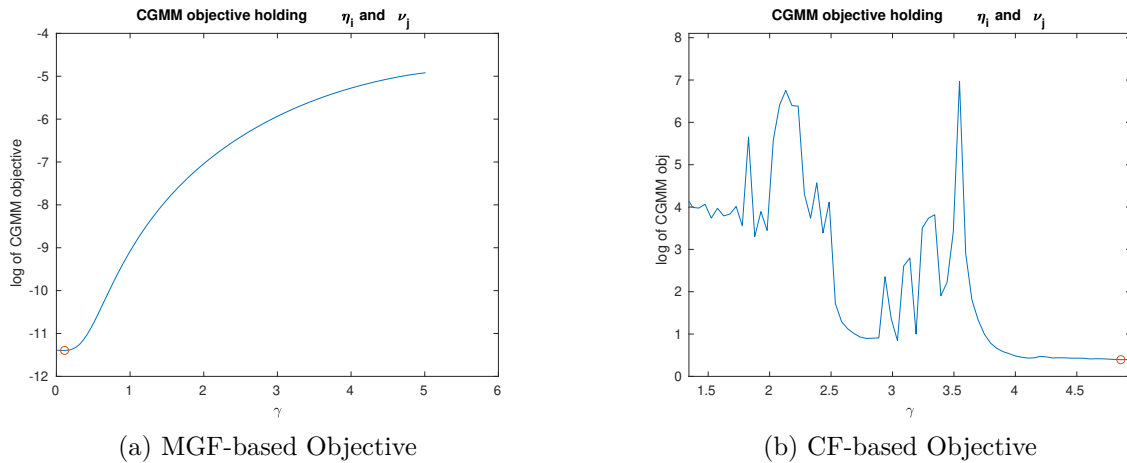 CGMM objective holding η_i and ν_j
log of CGMM objective
-4
-5
-6
-7
-8
-9
-10
-11
-12
0 1 2 3 4 5 6
γ
(a) MGF-based Objective
CGMM objective holding η_i and ν_j
log of CGMM obj
8
7
6
5
4
3
2
1
0
1.5 2 2.5 3 3.5 4 4.5
γ
(b) CF-based Objective